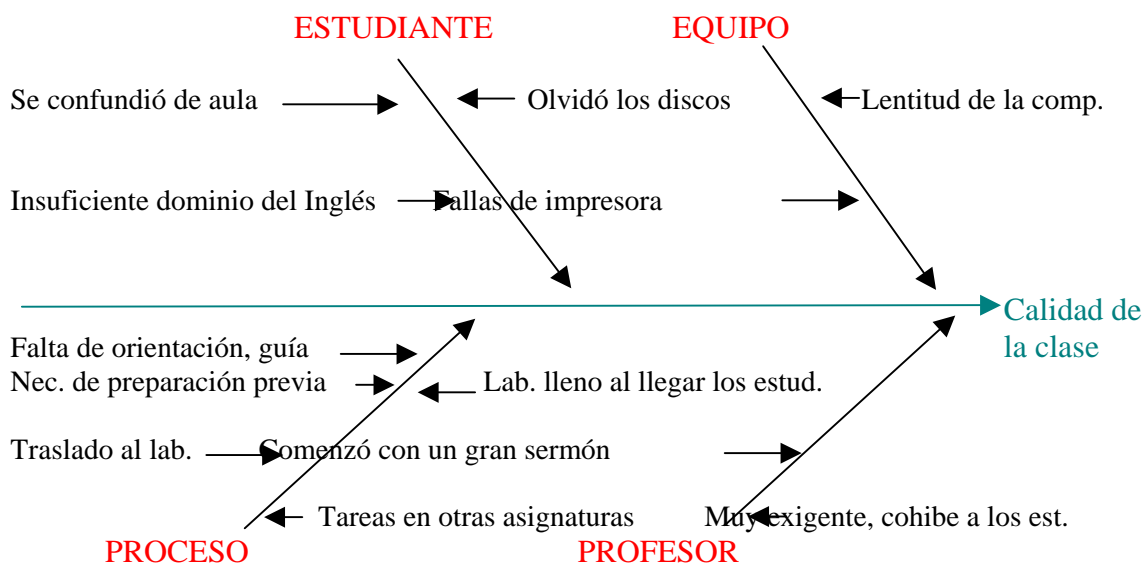 ESTUDIANTE
EQUIPO
Se confundió de aula
Olvidó los discos
Lentitud de la comp.
Insuficiente dominio del Inglés
Fallas de impresora
Calidad de
la clase
Falta de orientación, guía
Nec. de preparación previa
Lab. lleno al llegar los estud.
Traslado al lab.
Comenzó con un gran sermón
Tareas en otras asignaturas
Muy exigente, cohibe a los est.
PROCESO
PROFESOR